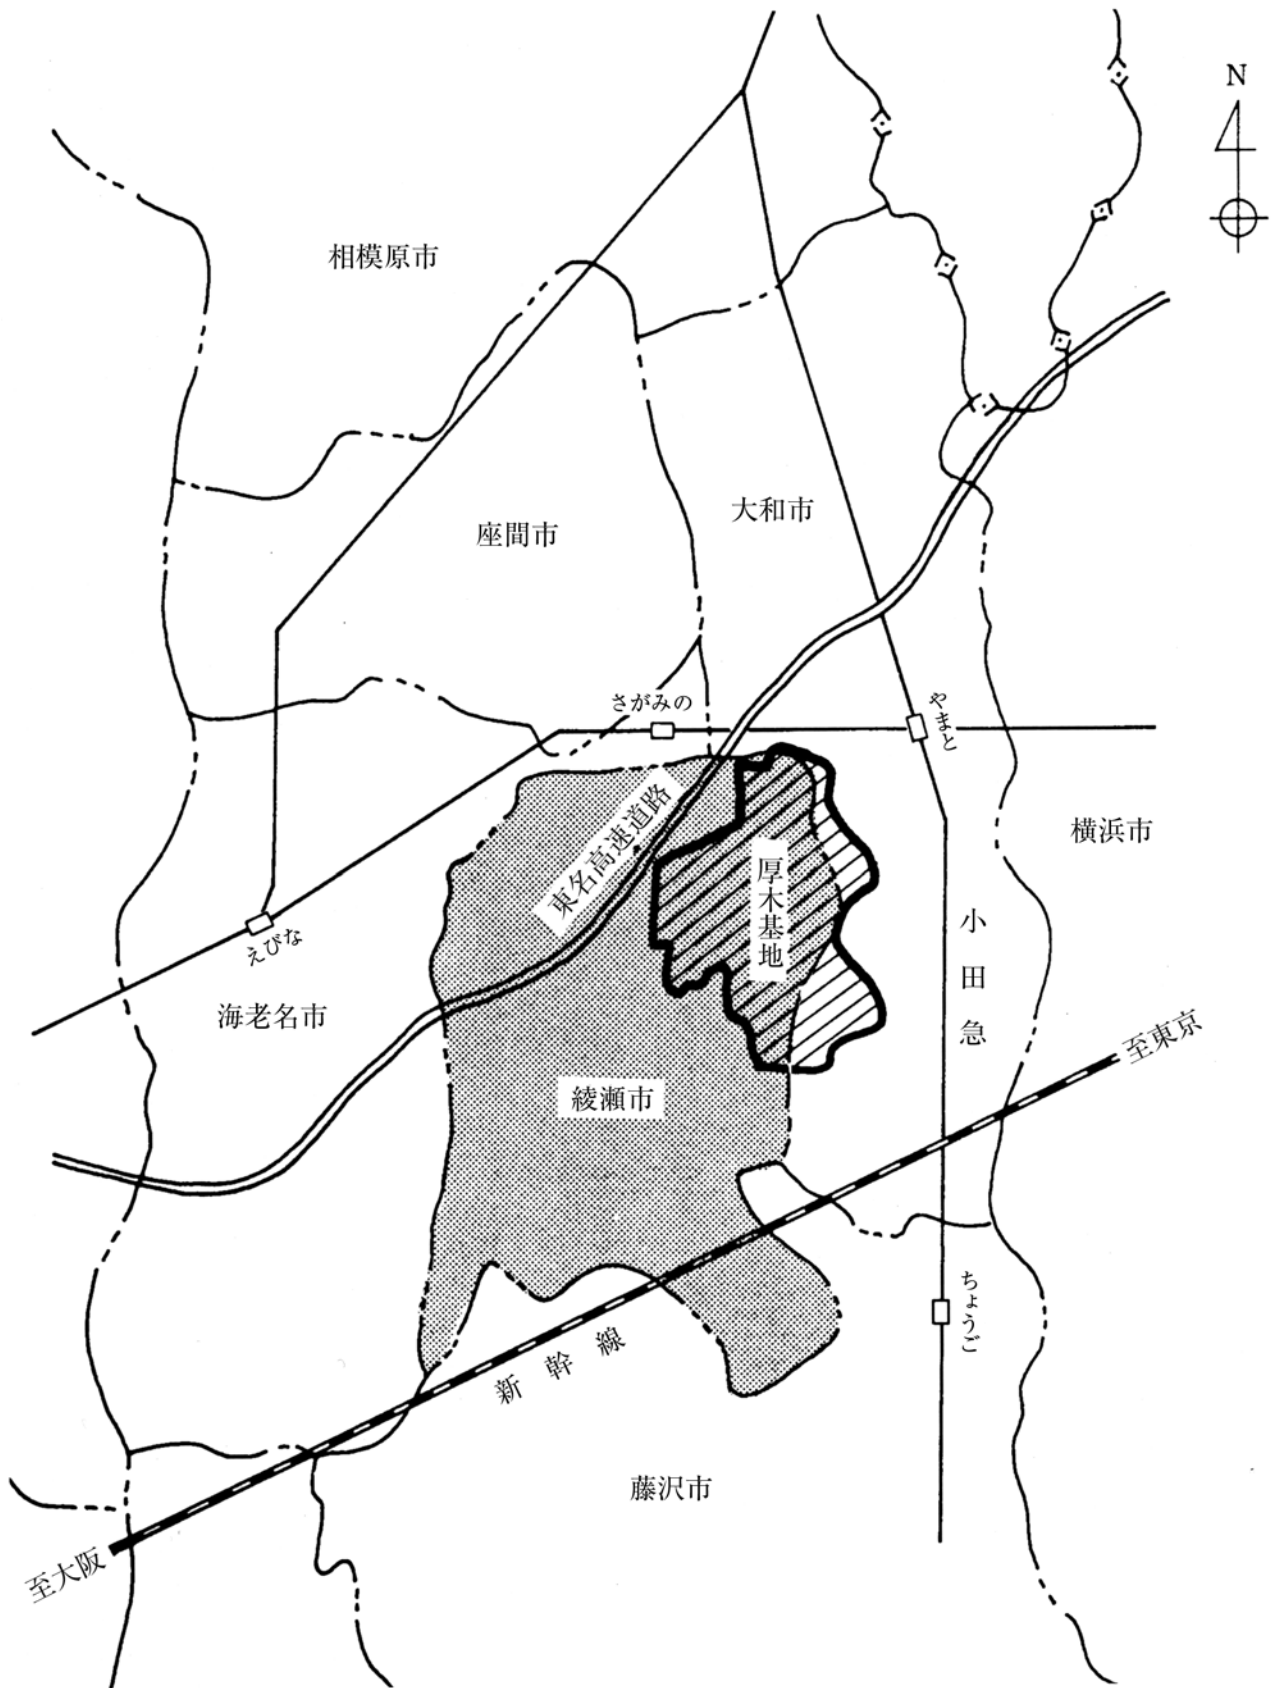 N
相模原市
大和市
座間市
さがみの
やまと
東名高速道路
横浜市
厚木基地
小田急
えびな
海老名市
至東京
綾瀬市
ちょうご
新幹線
藤沢市
至大阪